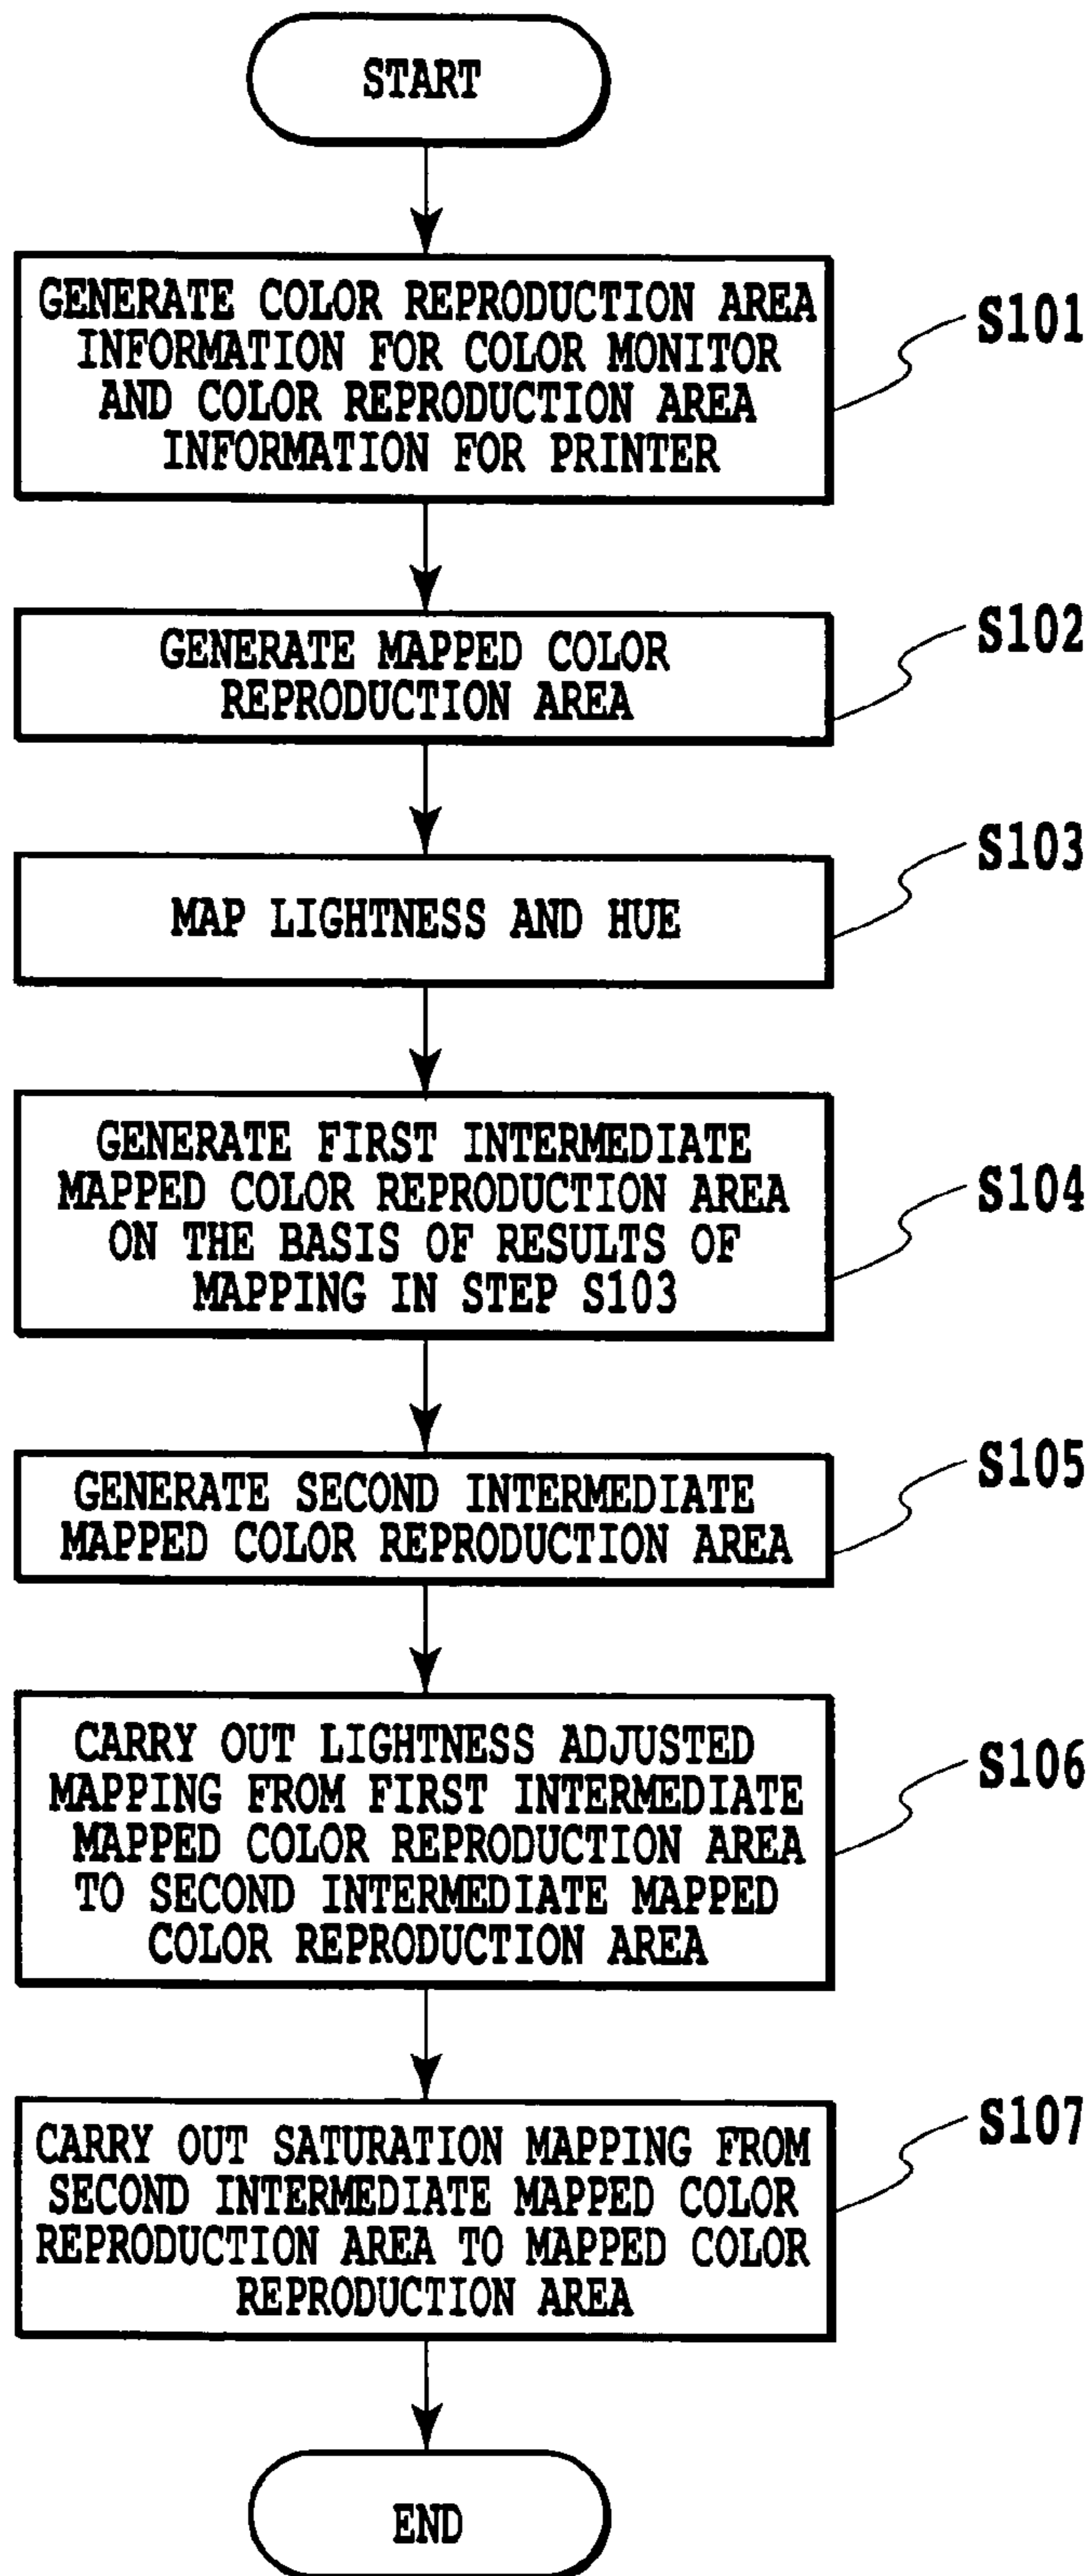 START
GENERATE COLOR REPRODUCTION AREA
INFORMATION FOR COLOR MONITOR
AND COLOR REPRODUCTION AREA
INFORMATION FOR PRINTER
S101
GENERATE MAPPED COLOR
REPRODUCTION AREA
S102
MAP LIGHTNESS AND HUE
S103
GENERATE FIRST INTERMEDIATE
MAPPED COLOR REPRODUCTION AREA
ON THE BASIS OF RESULTS OF
MAPPING IN STEP S103
S104
GENERATE SECOND INTERMEDIATE
MAPPED COLOR REPRODUCTION AREA
S105
CARRY OUT LIGHTNESS ADJUSTED
MAPPING FROM FIRST INTERMEDIATE
MAPPED COLOR REPRODUCTION AREA
TO SECOND INTERMEDIATE MAPPED
COLOR REPRODUCTION AREA
S106
CARRY OUT SATURATION MAPPING FROM
SECOND INTERMEDIATE MAPPED COLOR
REPRODUCTION AREA TO MAPPED COLOR
REPRODUCTION AREA
S107
END